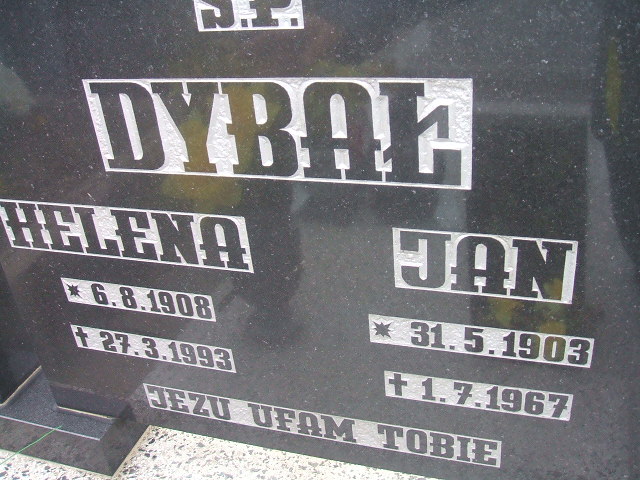 Ś.P.
DYBAŁ
HELENA
* 6.8.1908
† 27.3.1993
JAN
* 31.5.1903
† 1.7.1967
JEZU UFAM TOBIE